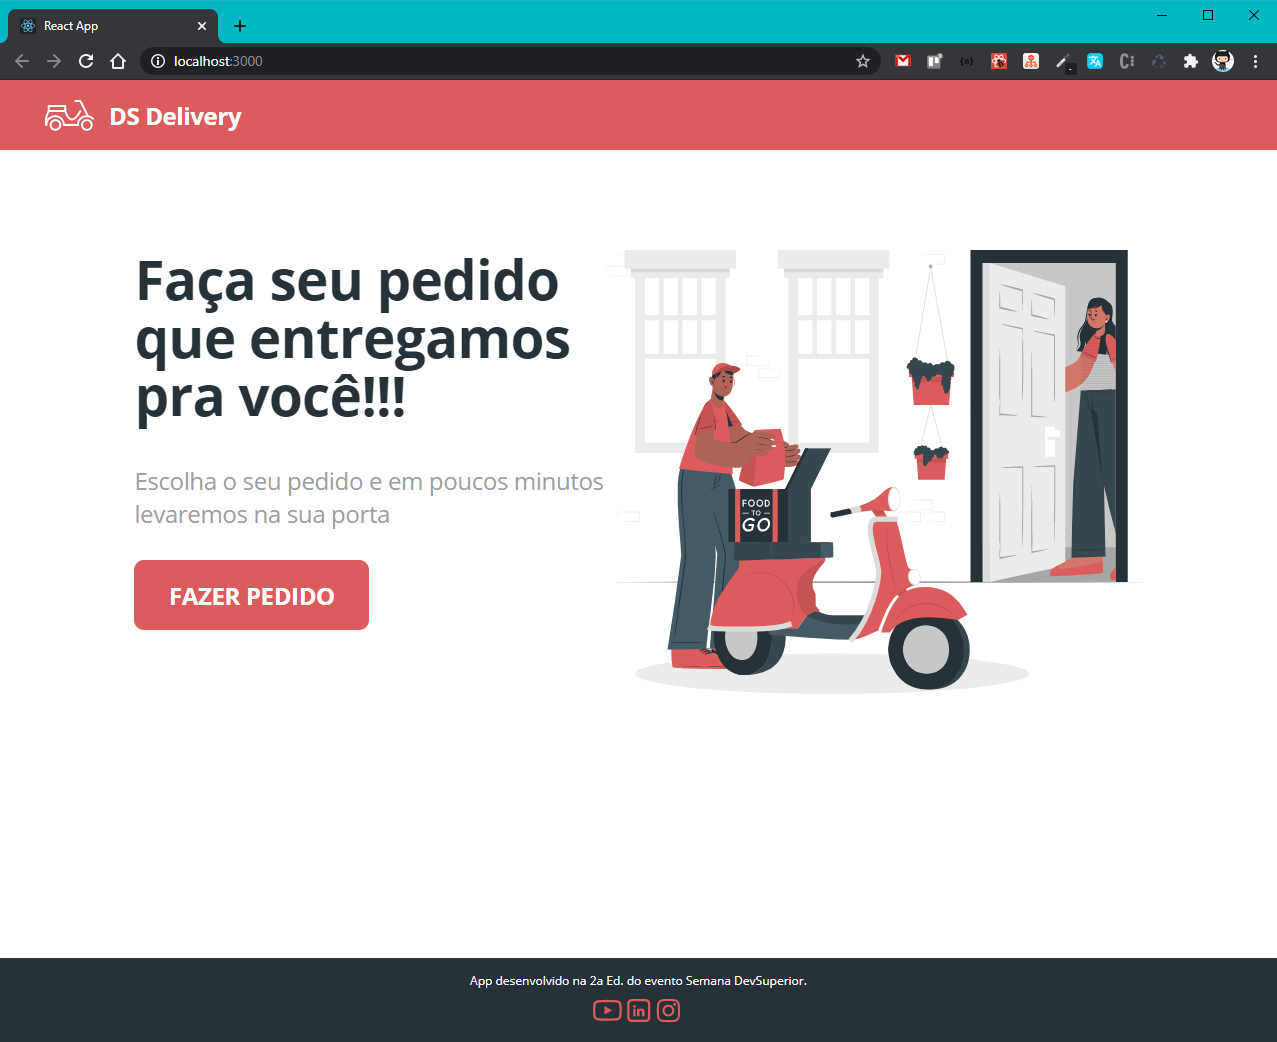 React App
localhost:3000
DS Delivery
Faça seu pedido
que entregamos
pra você!!!
Escolha o seu pedido e em poucos minutos
levaremos na sua porta
FAZER PEDIDO
FOOD
TO
GO
App desenvolvido na 2a Ed. do evento Semana DevSuperior.
in